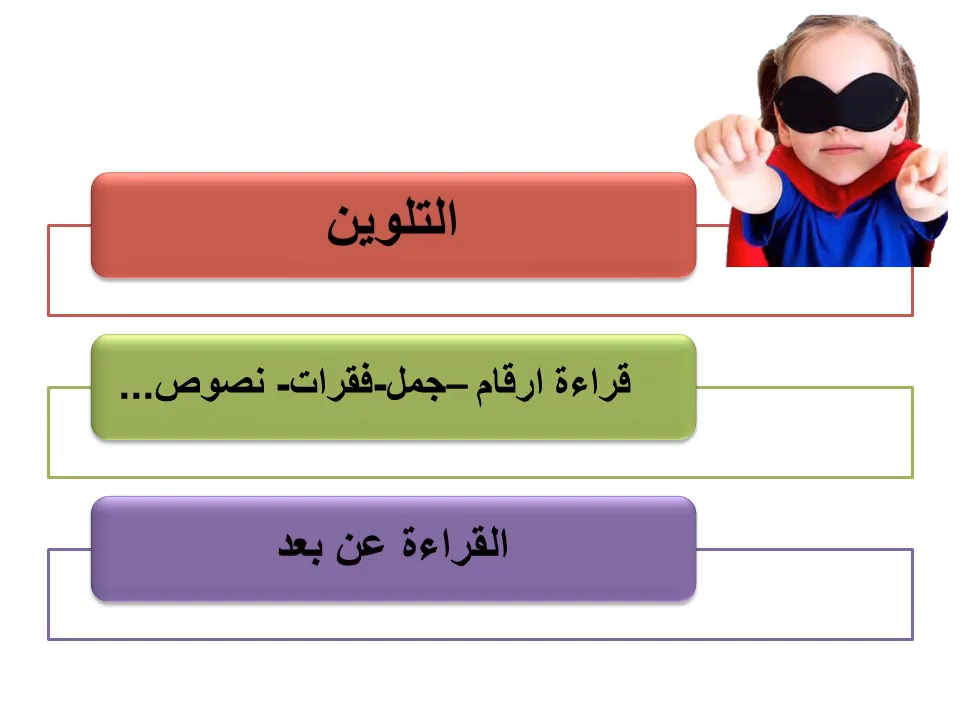 التلوين
قراءة ارقام –جمل-فقرات- نصوص...
القراءة عن بعد